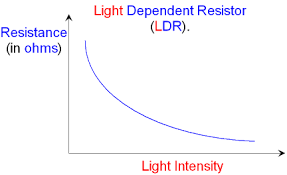 Light Dependent Resistor
(LDR).
Resistance
(in ohms)
Light Intensity